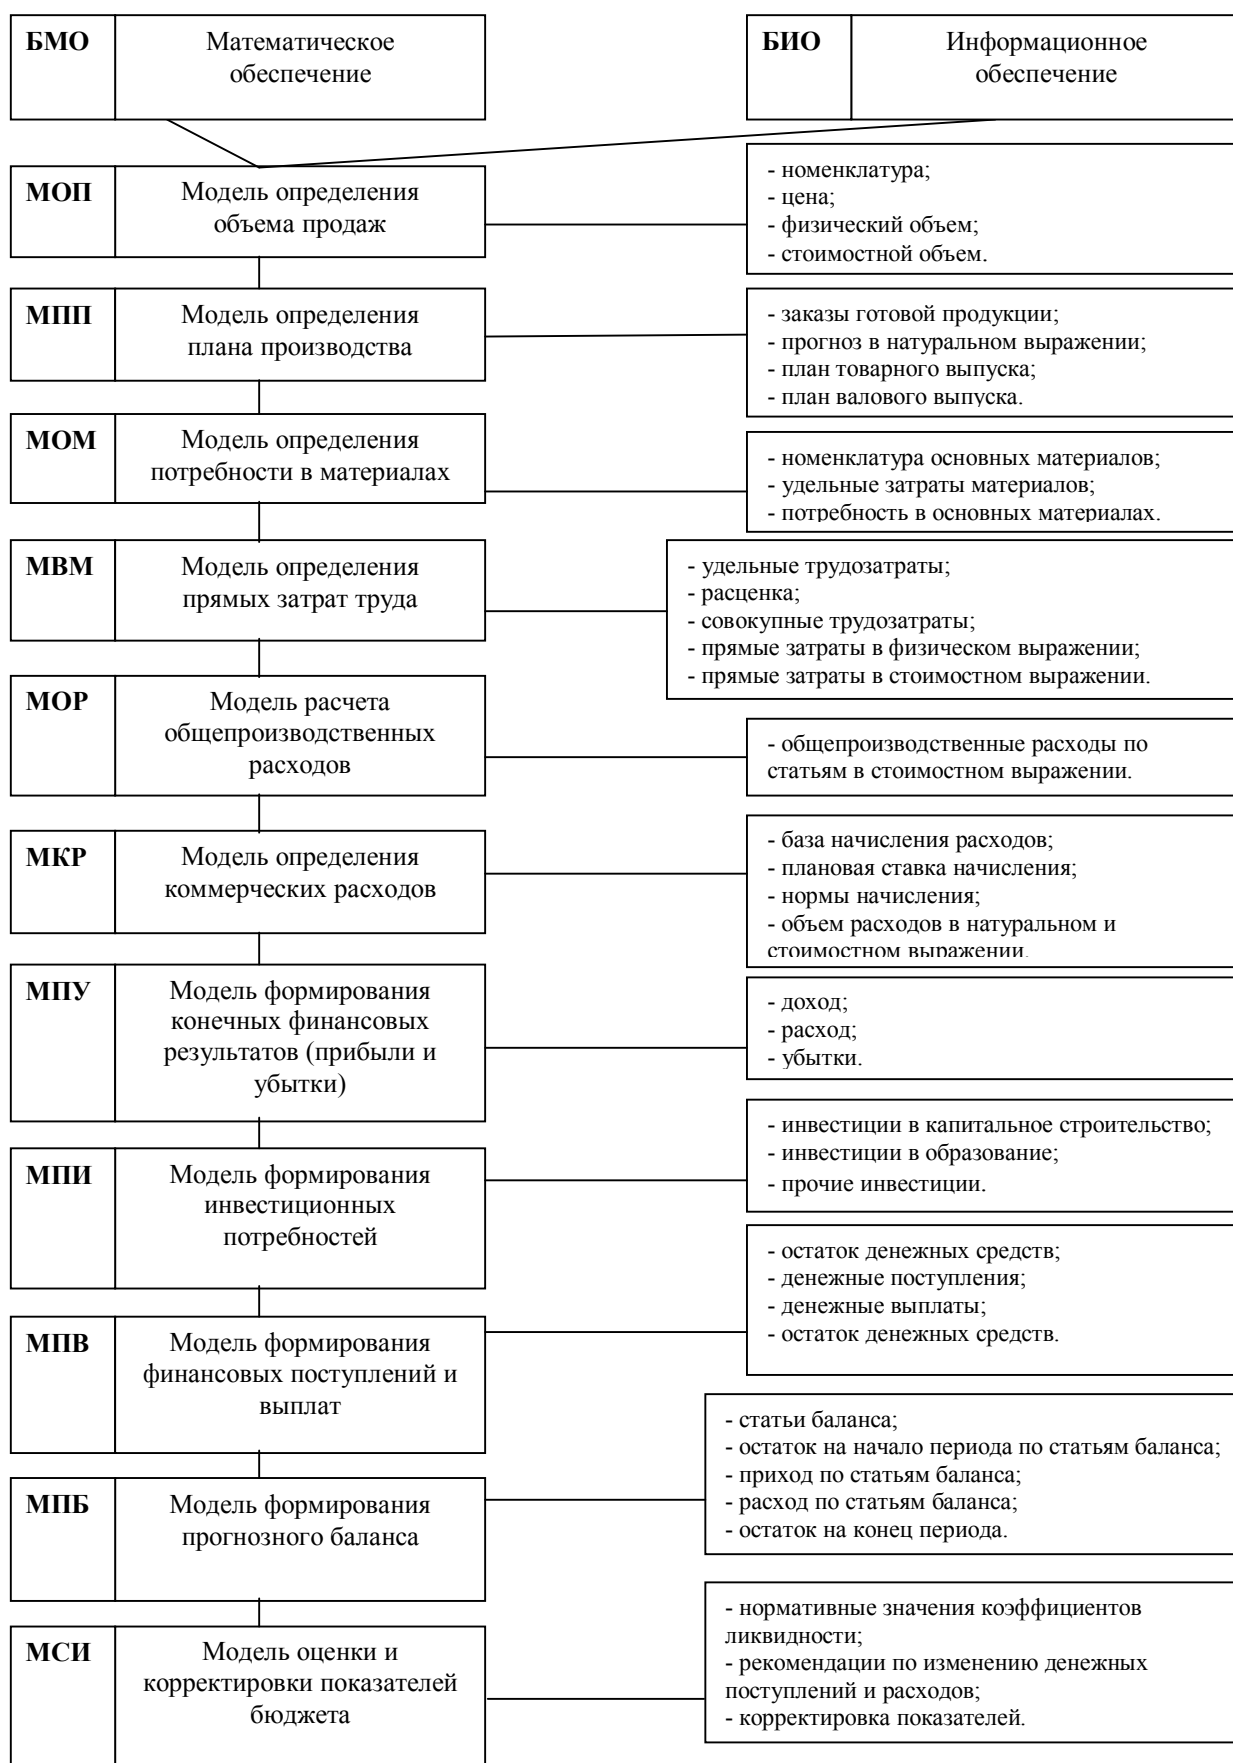 БМО
Математическое
обеспечение
БИО
Информационное
обеспечение
МОП
Модель определения
объема продаж
- номенклатура;
- цена;
- физический объем;
- стоимостной объем.
МПП
Модель определения
плана производства
- заказы готовой продукции;
- прогноз в натуральном выражении;
- план товарного выпуска;
- план валового выпуска.
МОМ
Модель определения
потребности в материалах
- номенклатура основных материалов;
- удельные затраты материалов;
- потребность в основных материалах.
МВМ
Модель определения
прямых затрат труда
- удельные трудозатраты;
- расценка;
- совокупные трудозатраты;
- прямые затраты в физическом выражении;
- прямые затраты в стоимостном выражении.
МОР
Модель расчета
общепроизводственных
расходов
- общепроизводственные расходы по
статьям в стоимостном выражении.
МКР
Модель определения
коммерческих расходов
- база начисления расходов;
- плановая ставка начисления;
- нормы начисления;
- объем расходов в натуральном и
стоимостном выражении.
МПУ
Модель формирования
конечных финансовых
результатов (прибыли и
убытки)
- доход;
- расход;
- убытки.
МПИ
Модель формирования
инвестиционных
потребностей
- инвестиции в капитальное строительство;
- инвестиции в образование;
- прочие инвестиции.
МПВ
Модель формирования
финансовых поступлений и
выплат
- остаток денежных средств;
- денежные поступления;
- денежные выплаты;
- остаток денежных средств.
МПБ
Модель формирования
прогнозного баланса
- статьи баланса;
- остаток на начало периода по статьям баланса;
- приход по статьям баланса;
- расход по статьям баланса;
- остаток на конец периода.
МСИ
Модель оценки и
корректировки показателей
бюджета
- нормативные значения коэффициентов
ликвидности;
- рекомендации по изменению денежных
поступлений и расходов;
- корректировка показателей.